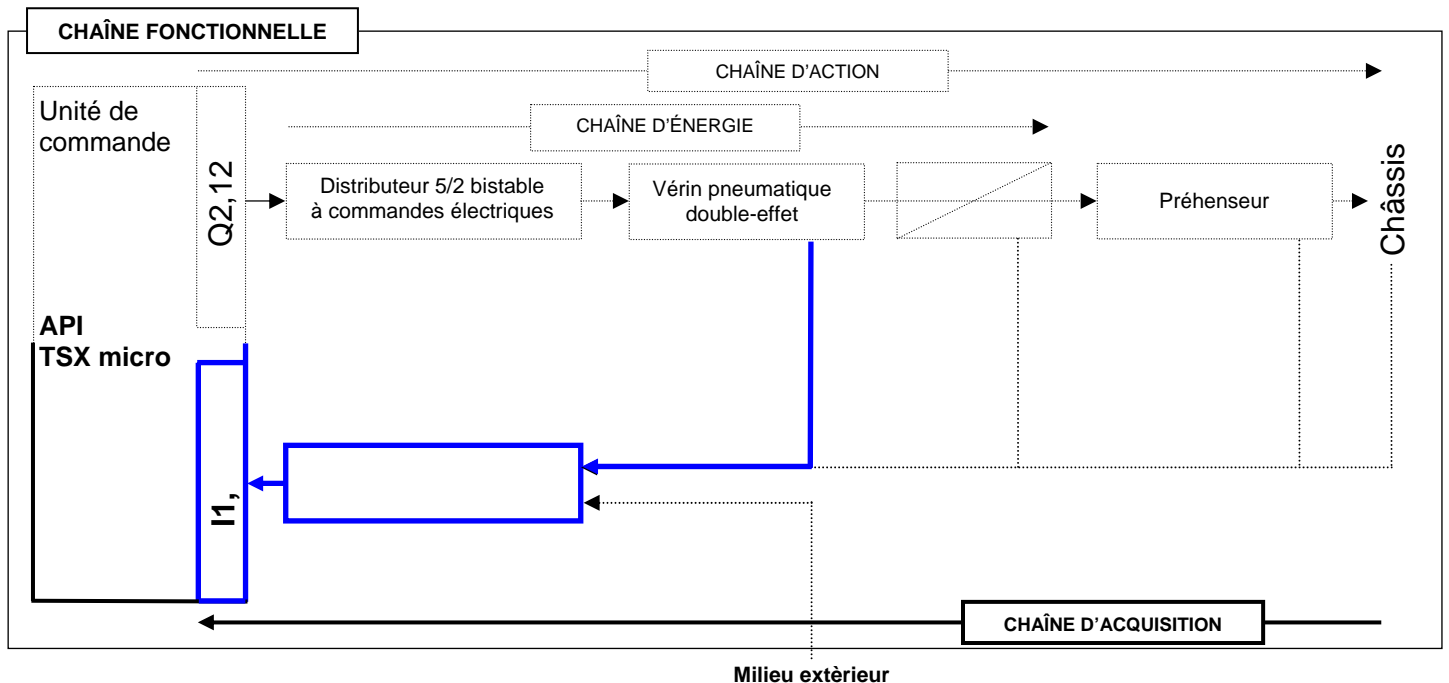 CHAÎNE FONCTIONNELLE
CHAÎNE D'ACTION
CHAÎNE D'ÉNERGIE
Unité de
commande
Q2,12
Distributeur 5/2 bistable
à commandes électriques
Vérin pneumatique
double-effet
Préhenseur
Châssis
API
TSX micro
I1,
CHAÎNE D'ACQUISITION
Milieu extèrieur